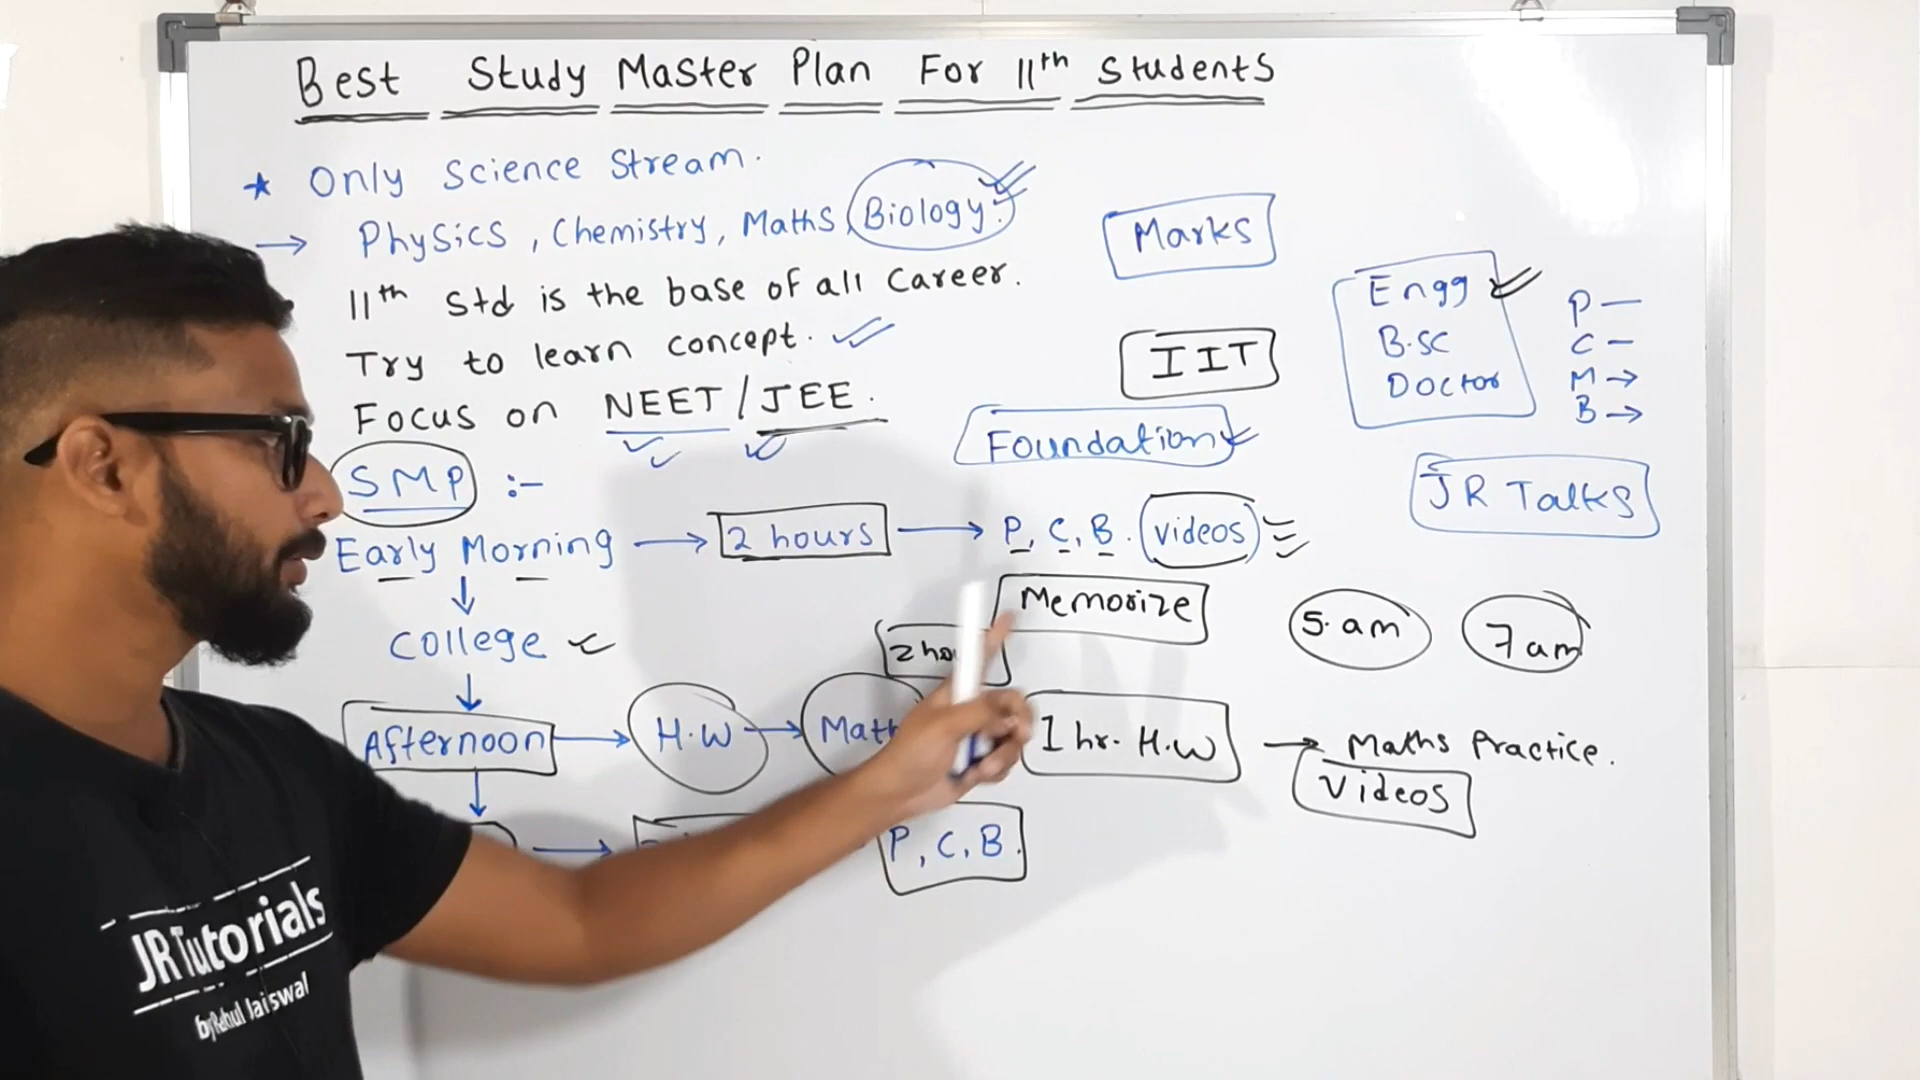 Best Study Master Plan For 11th Students
★ Only Science Stream.
→ Physics, Chemistry, Maths, Biology.
Marks
11th Std is the base of all Career.
Engg
B.Sc
Doctor
P —
C —
M →
B →
Try to learn concept.
IIT
Focus on NEET/JEE.
Foundation
SMP :-
JR Talks
Early Morning → 2 hours → P, C, B. Videos
Memorize
5 am
7 am
↓
College
2
↓
Afternoon → H.W → 
1 hr. H.W → Maths Practice.
Videos
↓
→
P, C, B.
JR Tutorials
by Rahul Jaiswal